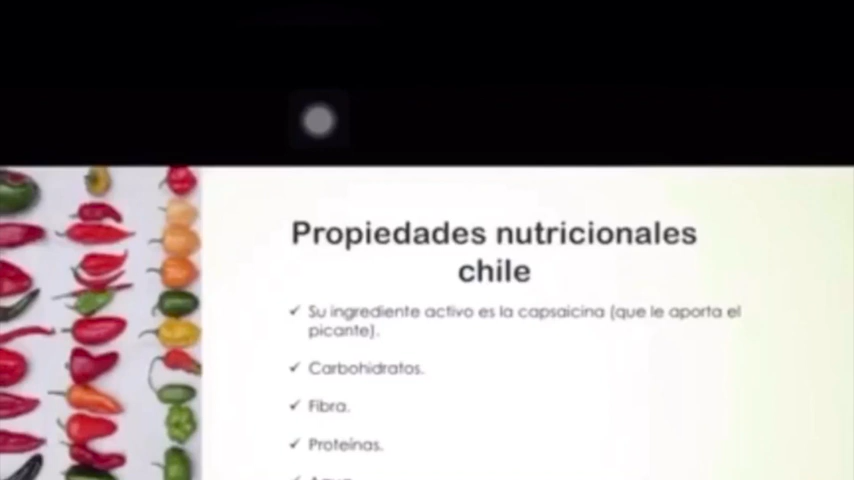 Propiedades nutricionales
chile
✓ Su ingrediente activo es la capsaicina (que le aporta el
picante).
✓ Carbohidratos.
✓ Fibra.
✓ Proteínas.